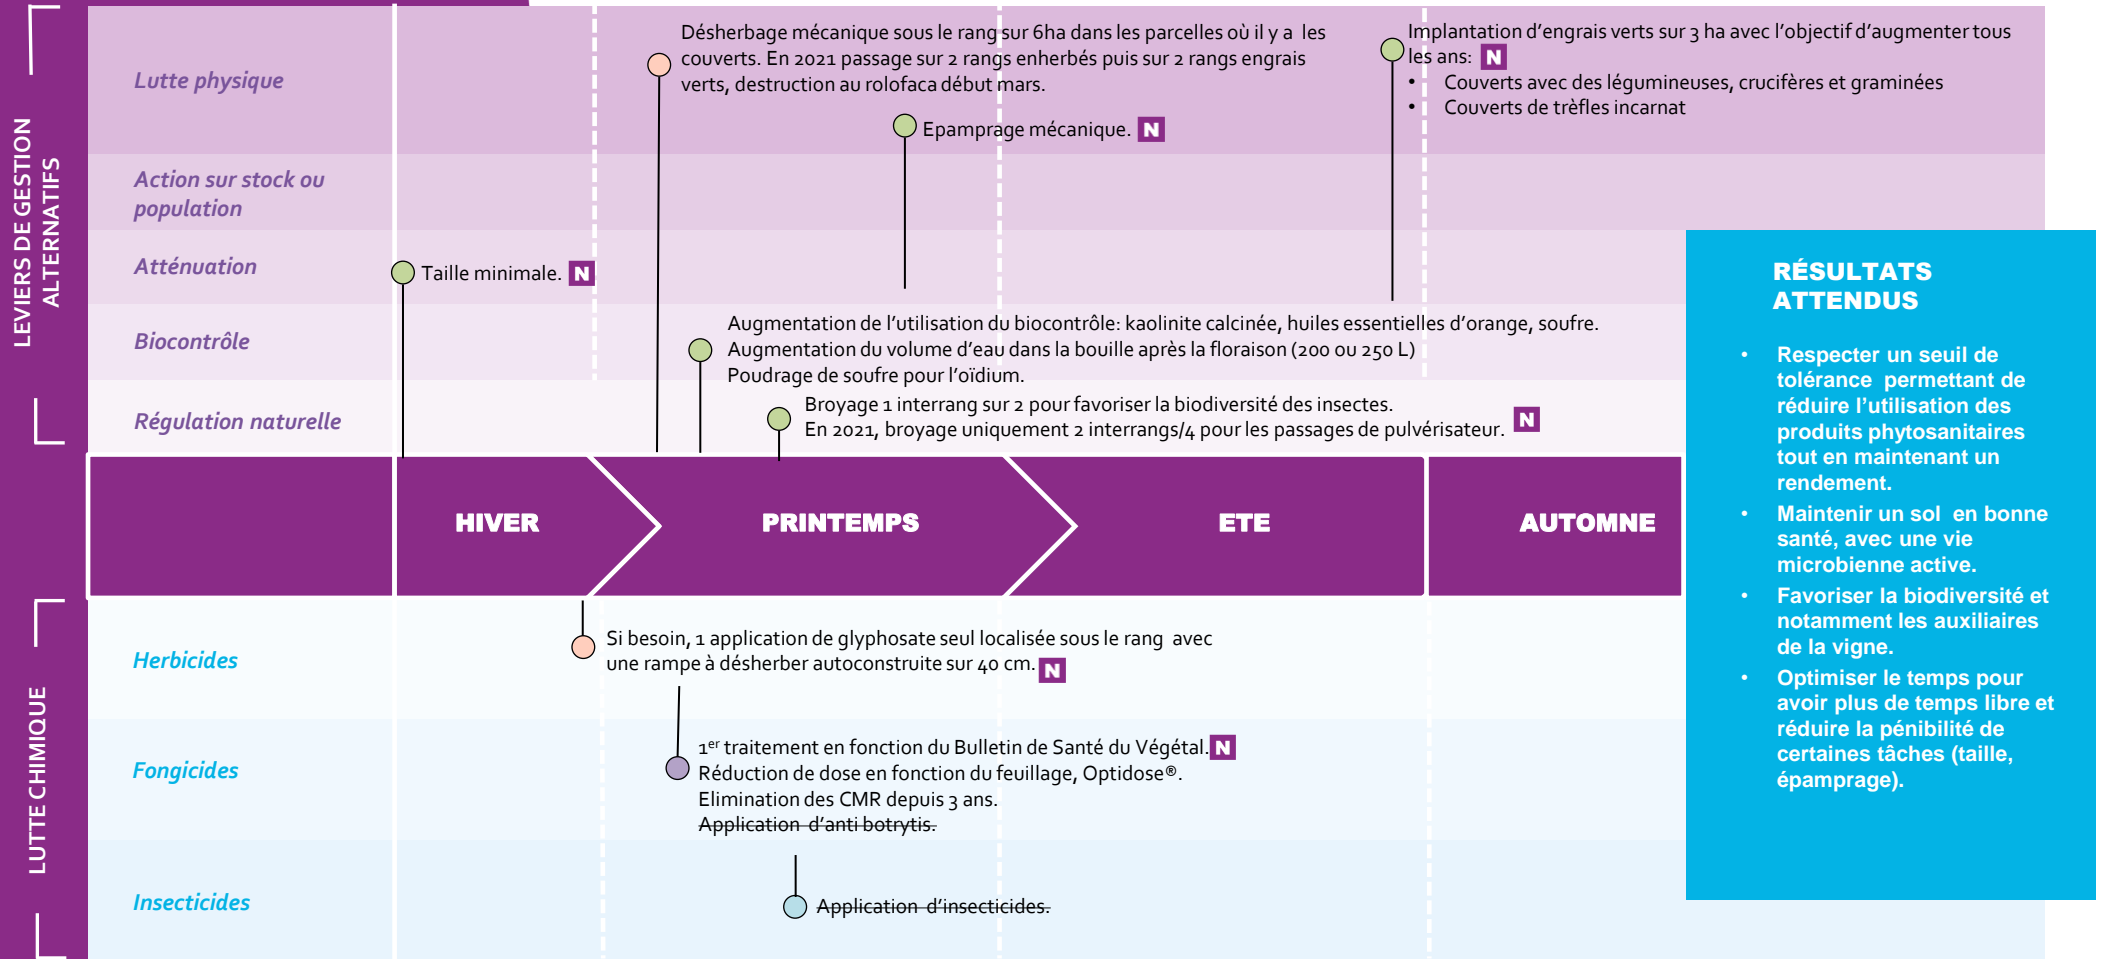 LEVIERS DE GESTION
ALTERNATIFS
Lutte physique
Désherbage mécanique sous le rang sur 6ha dans les parcelles où il y a les
couverts. En 2021 passage sur 2 rangs enherbés puis sur 2 rangs engrais
verts, destruction au rolofaca début mars.
Epamprage mécanique. N
Implantation d’engrais verts sur 3 ha avec l’objectif d’augmenter tous
les ans: N
• Couverts avec des légumineuses, crucifères et graminées
• Couverts de trèfles incarnat
Action sur stock ou
population
Atténuation
Taille minimale. N
Biocontrôle
Augmentation de l’utilisation du biocontrôle: kaolinite calcinée, huiles essentielles d’orange, soufre.
Augmentation du volume d’eau dans la bouille après la floraison (200 ou 250 L)
Poudrage de soufre pour l’oïdium.
Régulation naturelle
Broyage 1 interrang sur 2 pour favoriser la biodiversité des insectes.
En 2021, broyage uniquement 2 interrangs/4 pour les passages de pulvérisateur. N
HIVER
PRINTEMPS
ETE
AUTOMNE
LUTTE CHIMIQUE
Herbicides
Si besoin, 1 application de glyphosate seul localisée sous le rang avec
une rampe à désherber autoconstruite sur 40 cm. N
Fongicides
1er traitement en fonction du Bulletin de Santé du Végétal. N
Réduction de dose en fonction du feuillage, Optidose®.
Elimination des CMR depuis 3 ans.
Application d’anti botrytis.
Insecticides
Application d’insecticides.
RÉSULTATS
ATTENDUS
• Respecter un seuil de
tolérance permettant de
réduire l’utilisation des
produits phytosanitaires
tout en maintenant un
rendement.
• Maintenir un sol en bonne
santé, avec une vie
microbienne active.
• Favoriser la biodiversité et
notamment les auxiliaires
de la vigne.
• Optimiser le temps pour
avoir plus de temps libre et
réduire la pénibilité de
certaines tâches (taille,
épamprage).